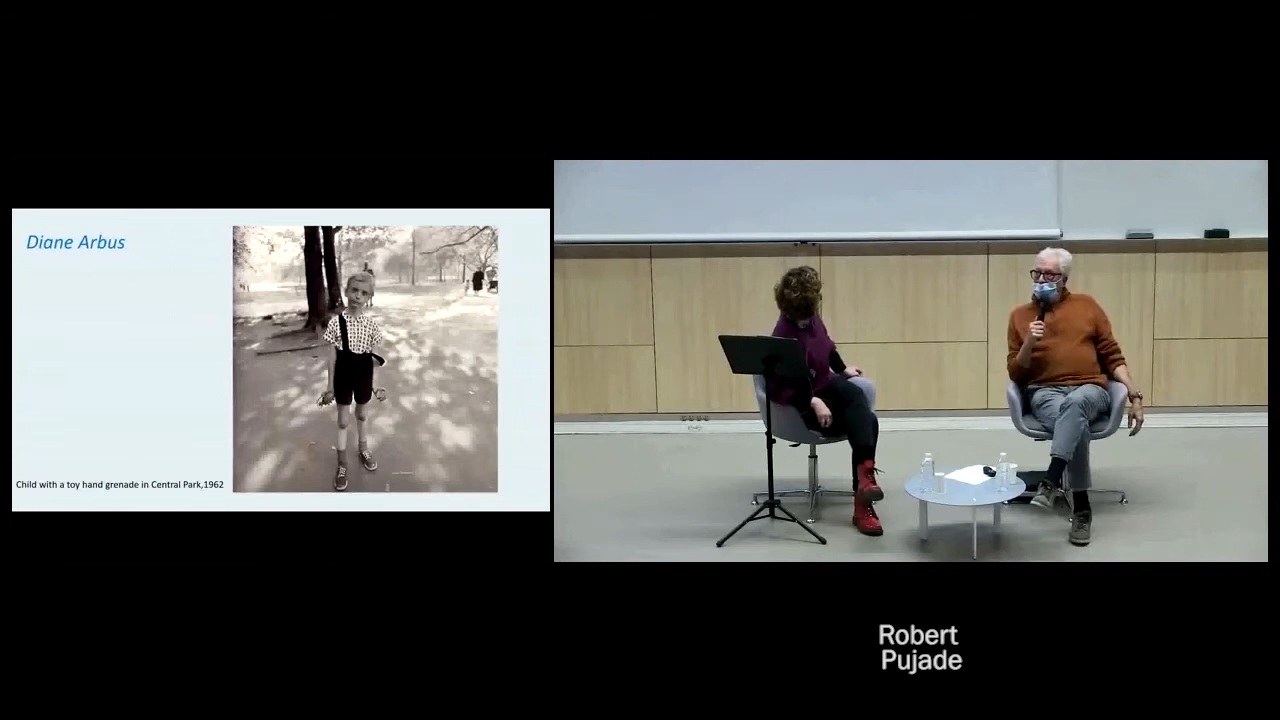 Diane Arbus
Child with a toy hand grenade in Central Park,1962
Robert
Pujade